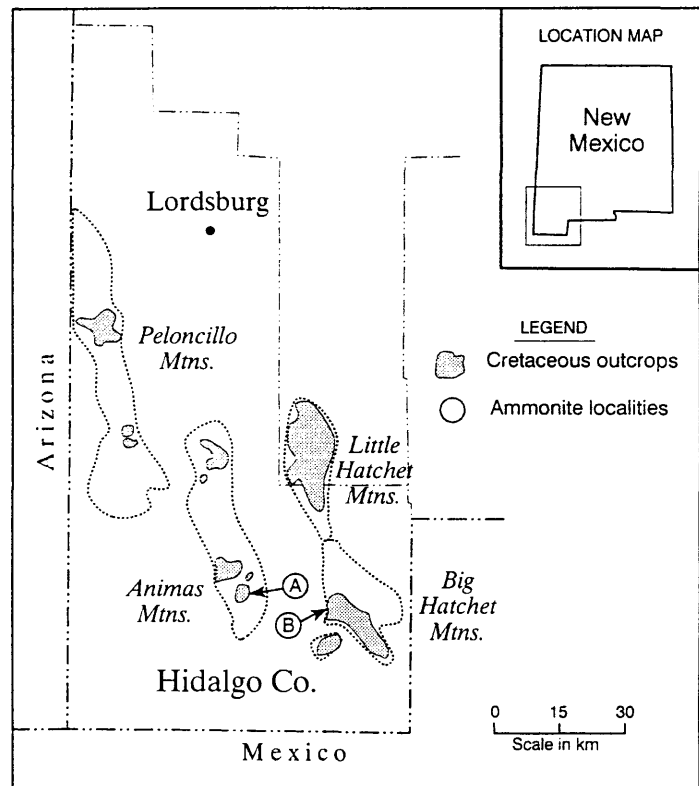 LOCATION MAP
New
Mexico
Lordsburg
Peloncillo
Mtns.
LEGEND
Cretaceous outcrops
Ammonite localities
Arizona
Little
Hatchet
Mtns.
Animas
Mtns.
A
B
Big
Hatchet
Mtns.
Hidalgo Co.
0 15 30
Scale in km
Mexico